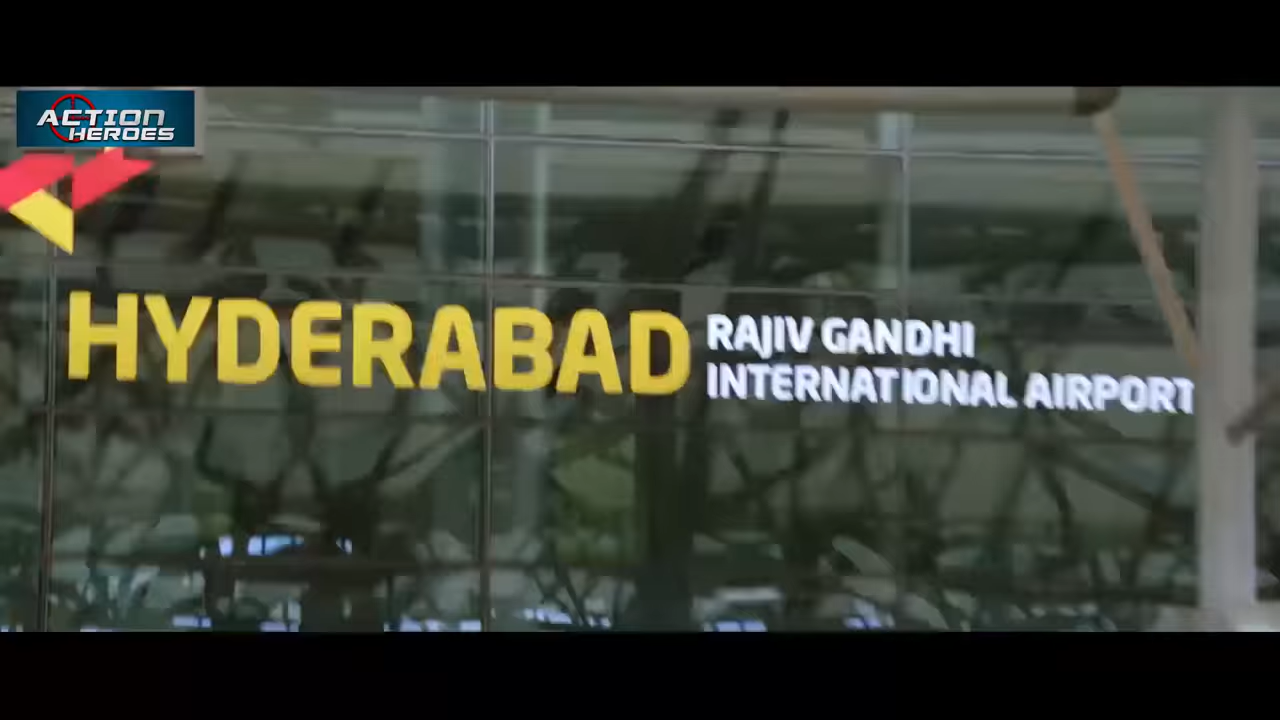 ACTION
HEROES
HYDERABAD
RAJIV GANDHI
INTERNATIONAL AIRPORT